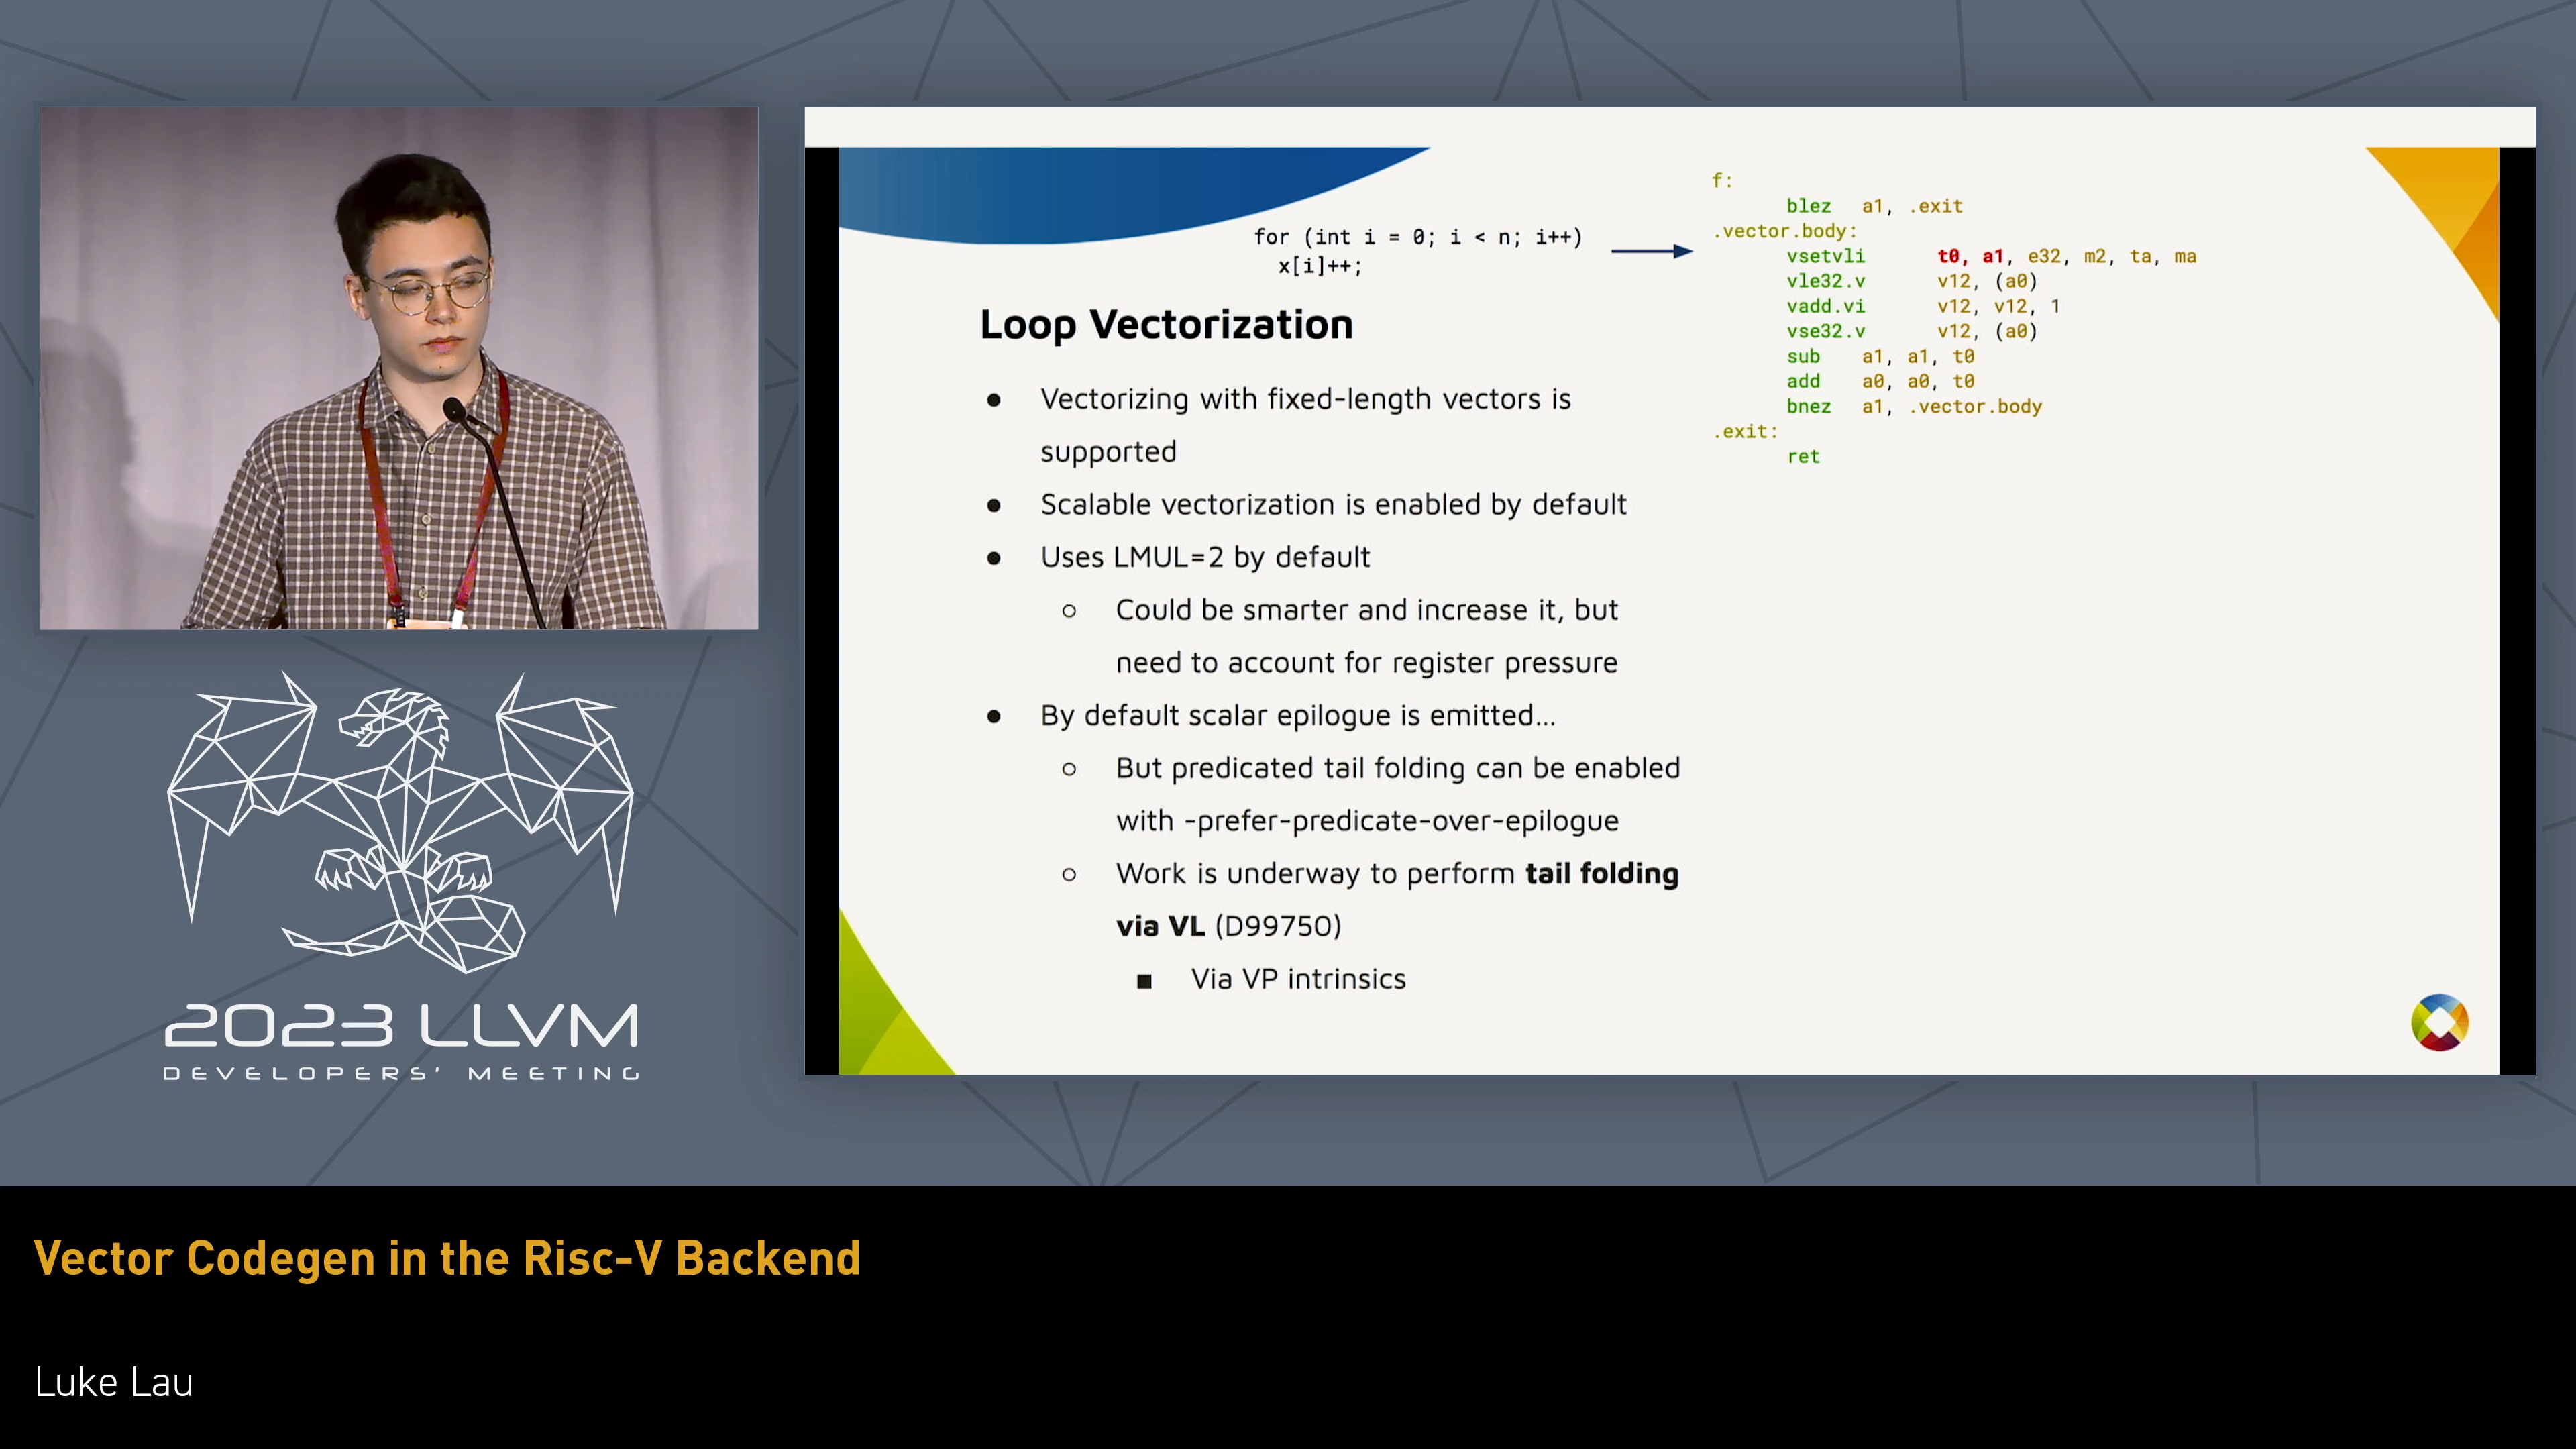 for (int i = 0; i < n; i++)
x[i]++;
Loop Vectorization
● Vectorizing with fixed-length vectors is
supported
● Scalable vectorization is enabled by default
● Uses LMUL=2 by default
○ Could be smarter and increase it, but
need to account for register pressure
● By default scalar epilogue is emitted...
○ But predicated tail folding can be enabled
with -prefer-predicate-over-epilogue
○ Work is underway to perform tail folding
via VL (D99750)
■ Via VP intrinsics
f:
blez a1, .exit
.vector.body:
vsetvli t0, a1, e32, m2, ta, ma
vle32.v v12, (a0)
vadd.vi v12, v12, 1
vse32.v v12, (a0)
sub a1, a1, t0
add a0, a0, t0
bnez a1, .vector.body
.exit:
ret
2023 LLVM
DEVELOPERS' MEETING
Vector Codegen in the Risc-V Backend
Luke Lau